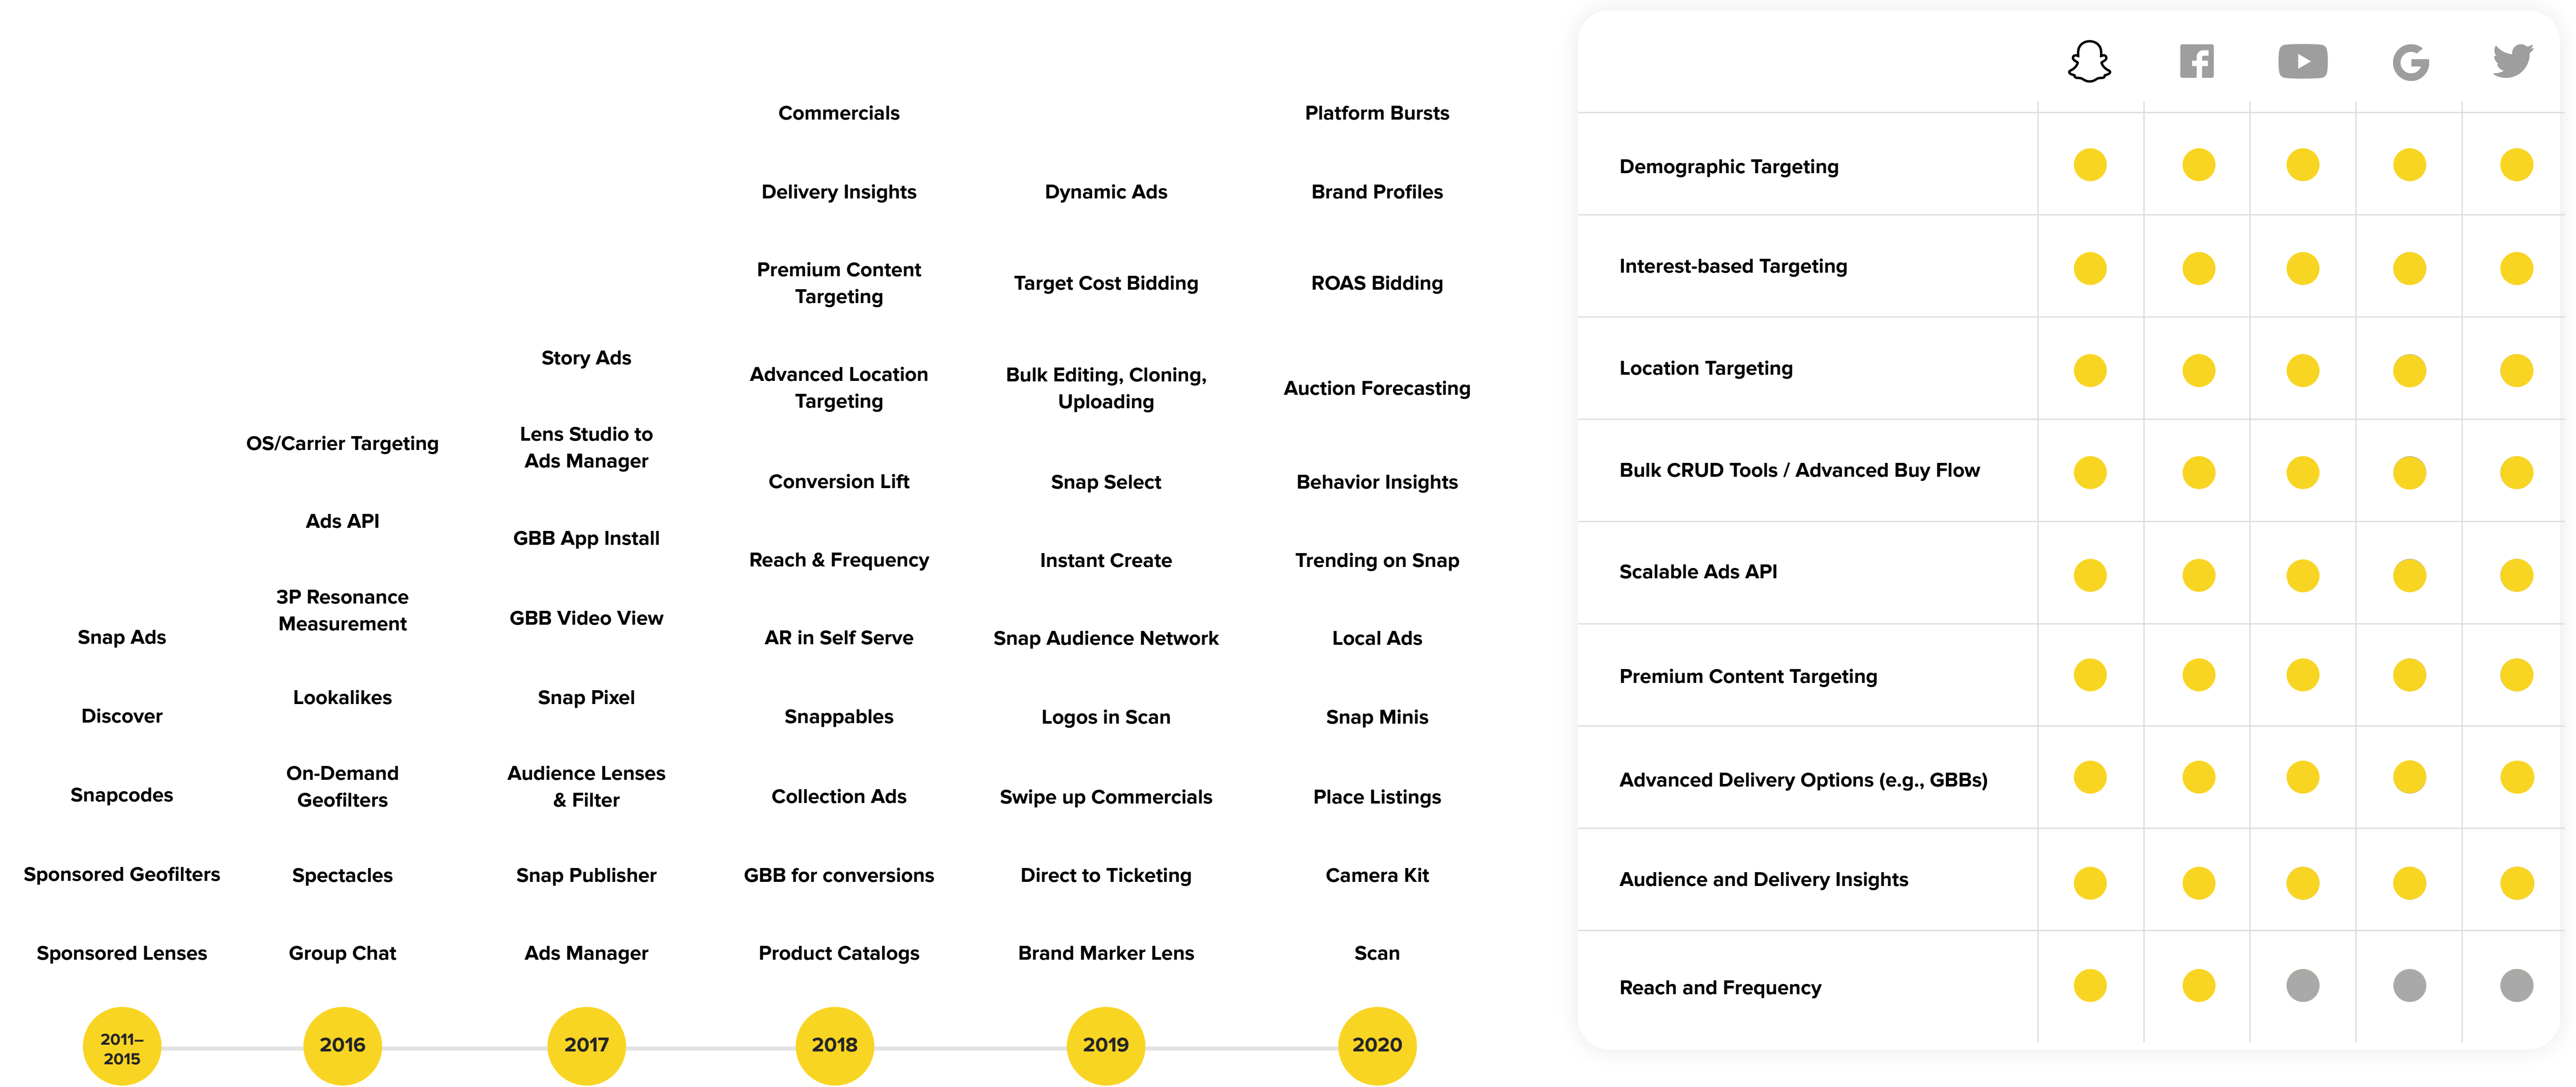 Snap Ads
Discover
Snapcodes
Sponsored Geofilters
Sponsored Lenses
2011–
2015
OS/Carrier Targeting
Ads API
3P Resonance
Measurement
Lookalikes
On-Demand
Geofilters
Spectacles
Group Chat
2016
Story Ads
Lens Studio to
Ads Manager
GBB App Install
GBB Video View
Snap Pixel
Audience Lenses
& Filter
Snap Publisher
Ads Manager
2017
Commercials
Delivery Insights
Premium Content
Targeting
Advanced Location
Targeting
Conversion Lift
Reach & Frequency
AR in Self Serve
Snappables
Collection Ads
GBB for conversions
Product Catalogs
2018
Dynamic Ads
Target Cost Bidding
Bulk Editing, Cloning,
Uploading
Snap Select
Instant Create
Snap Audience Network
Logos in Scan
Swipe up Commercials
Direct to Ticketing
Brand Marker Lens
2019
Platform Bursts
Brand Profiles
ROAS Bidding
Auction Forecasting
Behavior Insights
Trending on Snap
Local Ads
Snap Minis
Place Listings
Camera Kit
Scan
2020
Demographic Targeting
Interest-based Targeting
Location Targeting
Bulk CRUD Tools / Advanced Buy Flow
Scalable Ads API
Premium Content Targeting
Advanced Delivery Options (e.g., GBBs)
Audience and Delivery Insights
Reach and Frequency